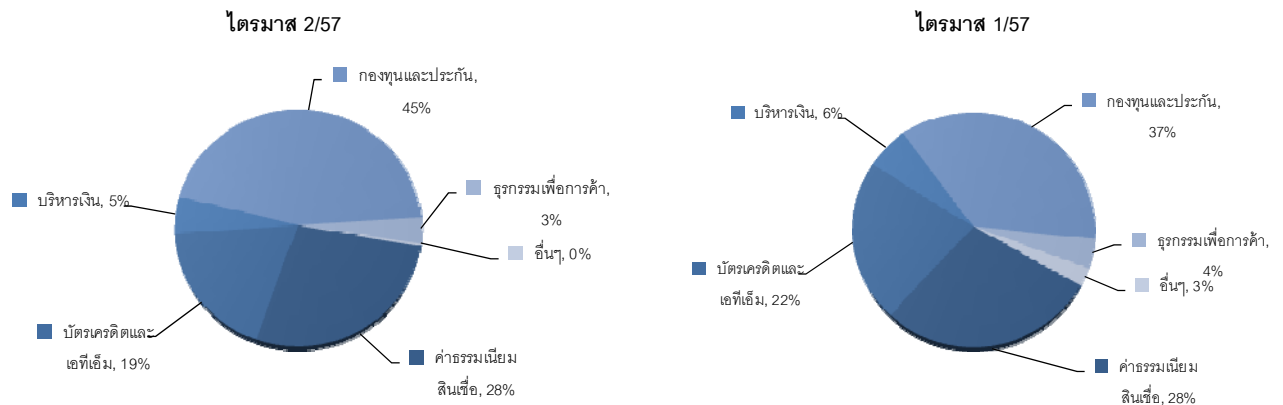 ไตรมาส 2/57
กองทุนและประกัน,
45%
บริหารเงิน, 5%
ธุรกรรมเพื่อการค้า,
3%
อื่นๆ, 0%
บัตรเครดิตและ
เอทีเอ็ม, 19%
ค่าธรรมเนียม
สินเชื่อ, 28%
ไตรมาส 1/57
กองทุนและประกัน,
37%
บริหารเงิน, 6%
ธุรกรรมเพื่อการค้า,
4%
อื่นๆ, 3%
บัตรเครดิตและ
เอทีเอ็ม, 22%
ค่าธรรมเนียม
สินเชื่อ, 28%